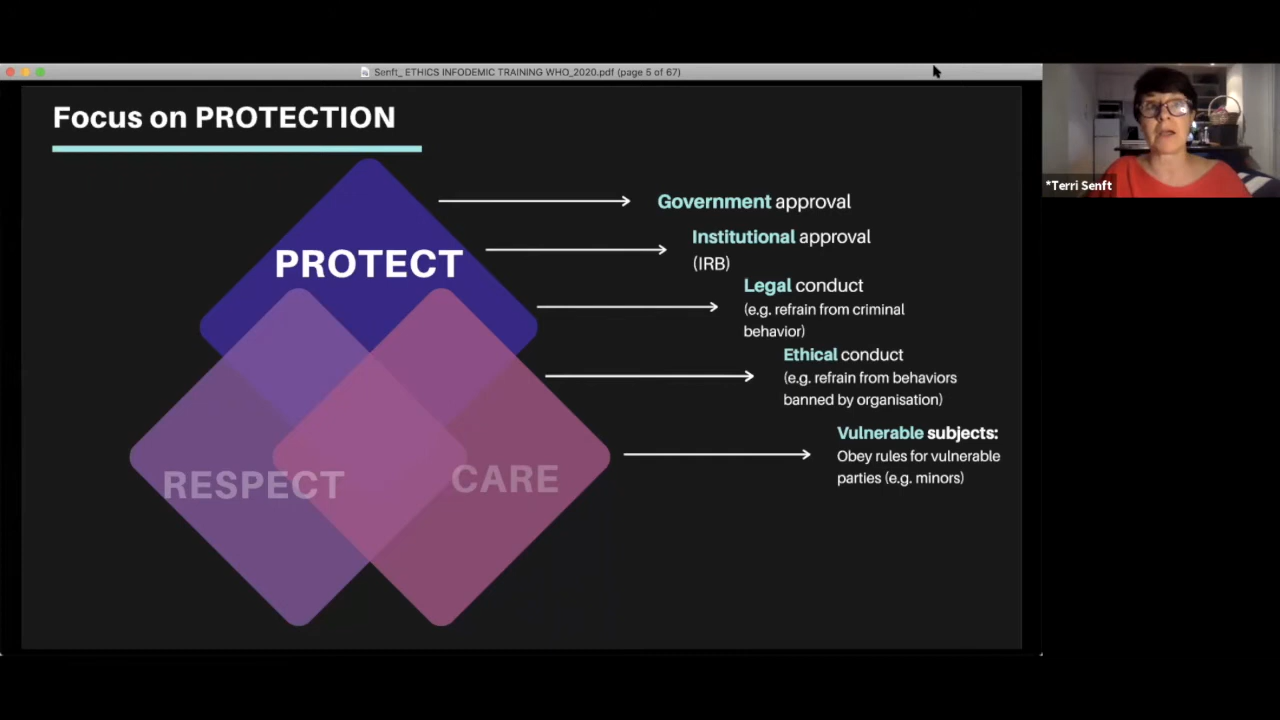 Senft_ ETHICS INFODEMIC TRAINING WHO_2020.pdf (page 5 of 67)
Focus on PROTECTION
PROTECT
RESPECT
CARE
Government approval
Institutional approval
(IRB)
Legal conduct
(e.g. refrain from criminal
behavior)
Ethical conduct
(e.g. refrain from behaviors
banned by organisation)
Vulnerable subjects:
Obey rules for vulnerable
parties (e.g. minors)
*Terri Senft